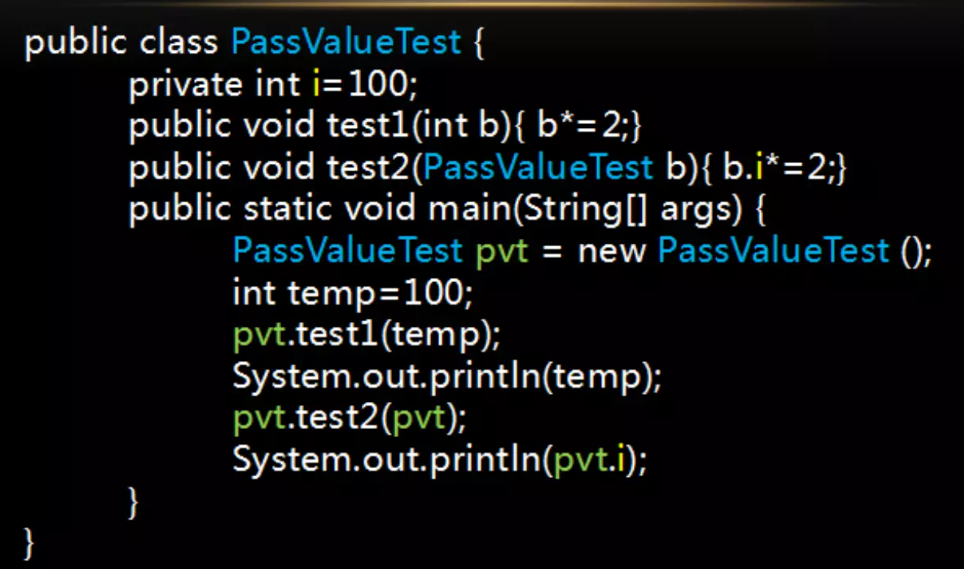 public class PassValueTest {
private int i=100;
public void test1(int b){ b*=2;}
public void test2(PassValueTest b){ b.i*=2;}
public static void main(String[] args) {
PassValueTest pvt = new PassValueTest ();
int temp=100;
pvt.test1(temp);
System.out.println(temp);
pvt.test2(pvt);
System.out.println(pvt.i);
}
}